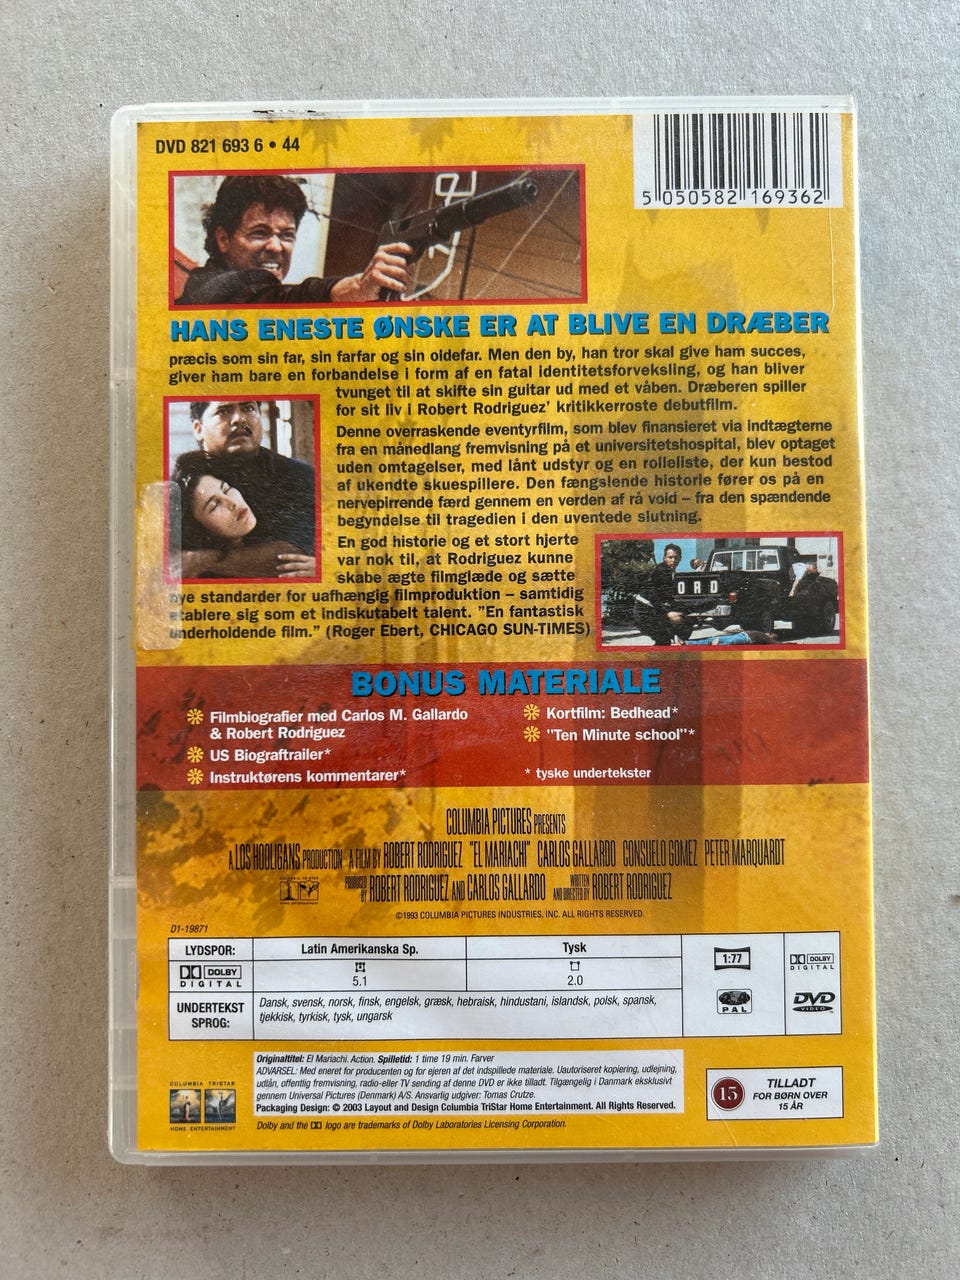 DVD 821 693 6 • 44
5 050582 169362
HANS ENESTE ØNSKE ER AT BLIVE EN DRÆBER
præcis som sin far, sin farfar og sin oldefar. Men den by, han tror skal give ham succes,
giver ham bare en forbandelse i form af en fatal identitetsforveksling, og han bliver
tvunget til at skifte sin guitar ud med et våben. Dræberen spiller
for sit liv i Robert Rodriguez' kritikkerroste debutfilm.
Denne overraskende eventyrfilm, som blev finansieret via indtægterne
fra en månedlang fremvisning på et universitetshospital, blev optaget
uden omtagelser, med lånt udstyr og en rolleliste, der kun bestod
af ukendte skuespillere. Den fængslende historie fører os på en
nervepirrende færd gennem en verden af rå void – fra den spændende
begyndelse til tragedien i den uventede slutning.
En god historie og et stort hjerte
var nok til, at Rodriguez kunne
skabe ægte filmglæde og sætte
nye standarder for uafhængig filmproduktion – samtidig
etablere sig som et indiskutabelt talent. "En fantastisk
underholdende film." (Roger Ebert, CHICAGO SUN-TIMES)
ORD
BONUS MATERIALE
Filmbiografier med Carlos M. Gallardo
& Robert Rodriguez
US Biograftrailer*
Instruktørens kommentarer*
Kortfilm: Bedhead*
"Ten Minute school"*
* tyske undertekster
COLUMBIA PICTURES PRESENTS
A LOS HOOLIGANS PRODUCTION A FILM BY ROBERT RODRIGUEZ "EL MARIACHI" CARLOS GALLARDO CONSUELO GOMEZ PETER MARQUARDT
PRODUCED BY ROBERT RODRIGUEZ AND CARLOS GALLARDO WRITTEN AND DIRECTED BY ROBERT RODRIGUEZ
COLUMBIA TRISTAR
HOME ENTERTAINMENT
©1993 COLUMBIA PICTURES INDUSTRIES, INC. ALL RIGHTS RESERVED.
D1-19871
LYDSPOR: Latin Amerikanska Sp. Tysk
DOLBY DIGITAL 5.1 2.0
UNDERTEKST SPROG:
Dansk, svensk, norsk, finsk, engelsk, græsk, hebraisk, hindustani, islandsk, polsk, spansk,
tjekkisk, tyrkisk, tysk, ungarsk
1:77
PAL
DOLBY
DIGITAL
DVD
VIDEO
Originaltitel: El Mariachi. Action. Spilletid: 1 time 19 min. Farver
ADVARSEL: Med eneret for producenten og for ejeren af det indspillede materiale. Uautoriseret kopiering, udlejning,
udlån, offentlig fremvisning, radio-eller TV sending af denne DVD er ikke tilladt. Tilgængelig i Danmark eksklusivt
gennem Universal Pictures (Denmark) A/S. Ansvarlig udgiver: Tomas Crutze.
Packaging Design: © 2003 Layout and Design Columbia TriStar Home Entertainment. All Rights Reserved.
Dolby and the logo are trademarks of Dolby Laboratories Licensing Corporation.
COLUMBIA TRISTAR
HOME ENTERTAINMENT
15
TILLADT
FOR BØRN OVER
15 ÅR